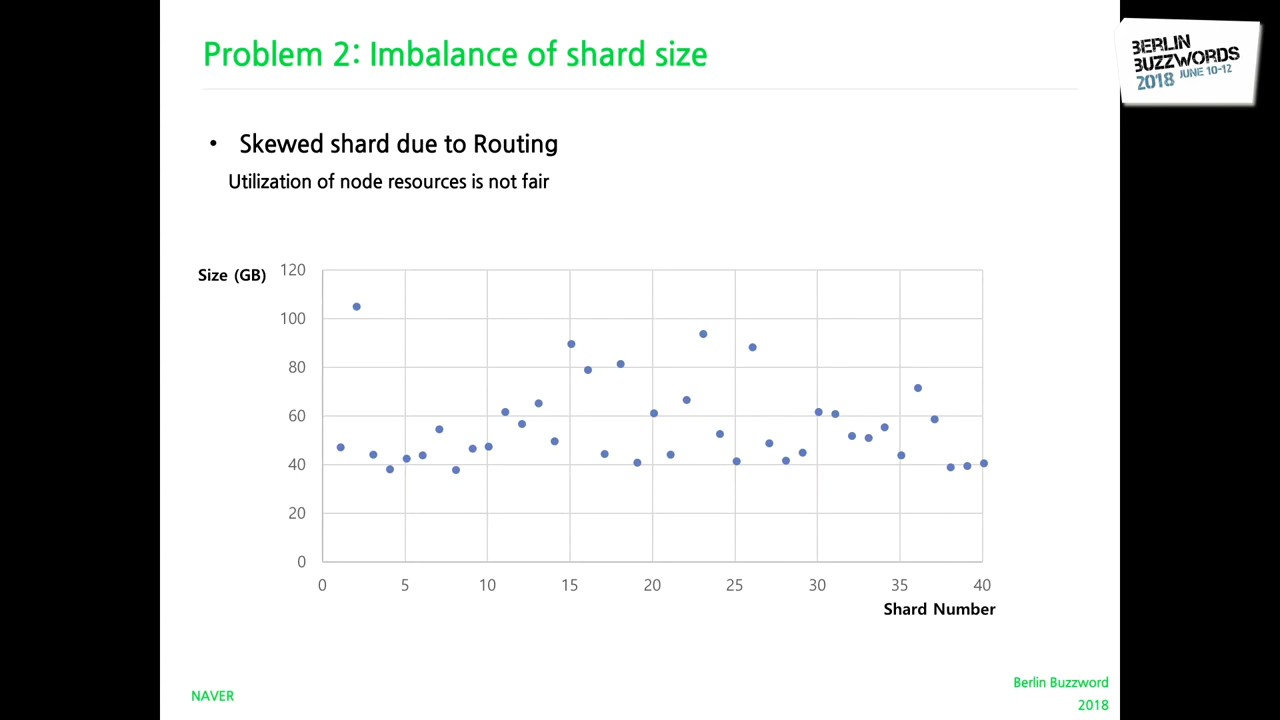 Problem 2: Imbalance of shard size
BERLIN
BUZZWORDS
2018 JUNE 10-12
• Skewed shard due to Routing
Utilization of node resources is not fair
Size (GB)
120
100
80
60
40
20
0
0 5 10 15 20 25 30 35 40
Shard Number
NAVER
Berlin Buzzword
2018